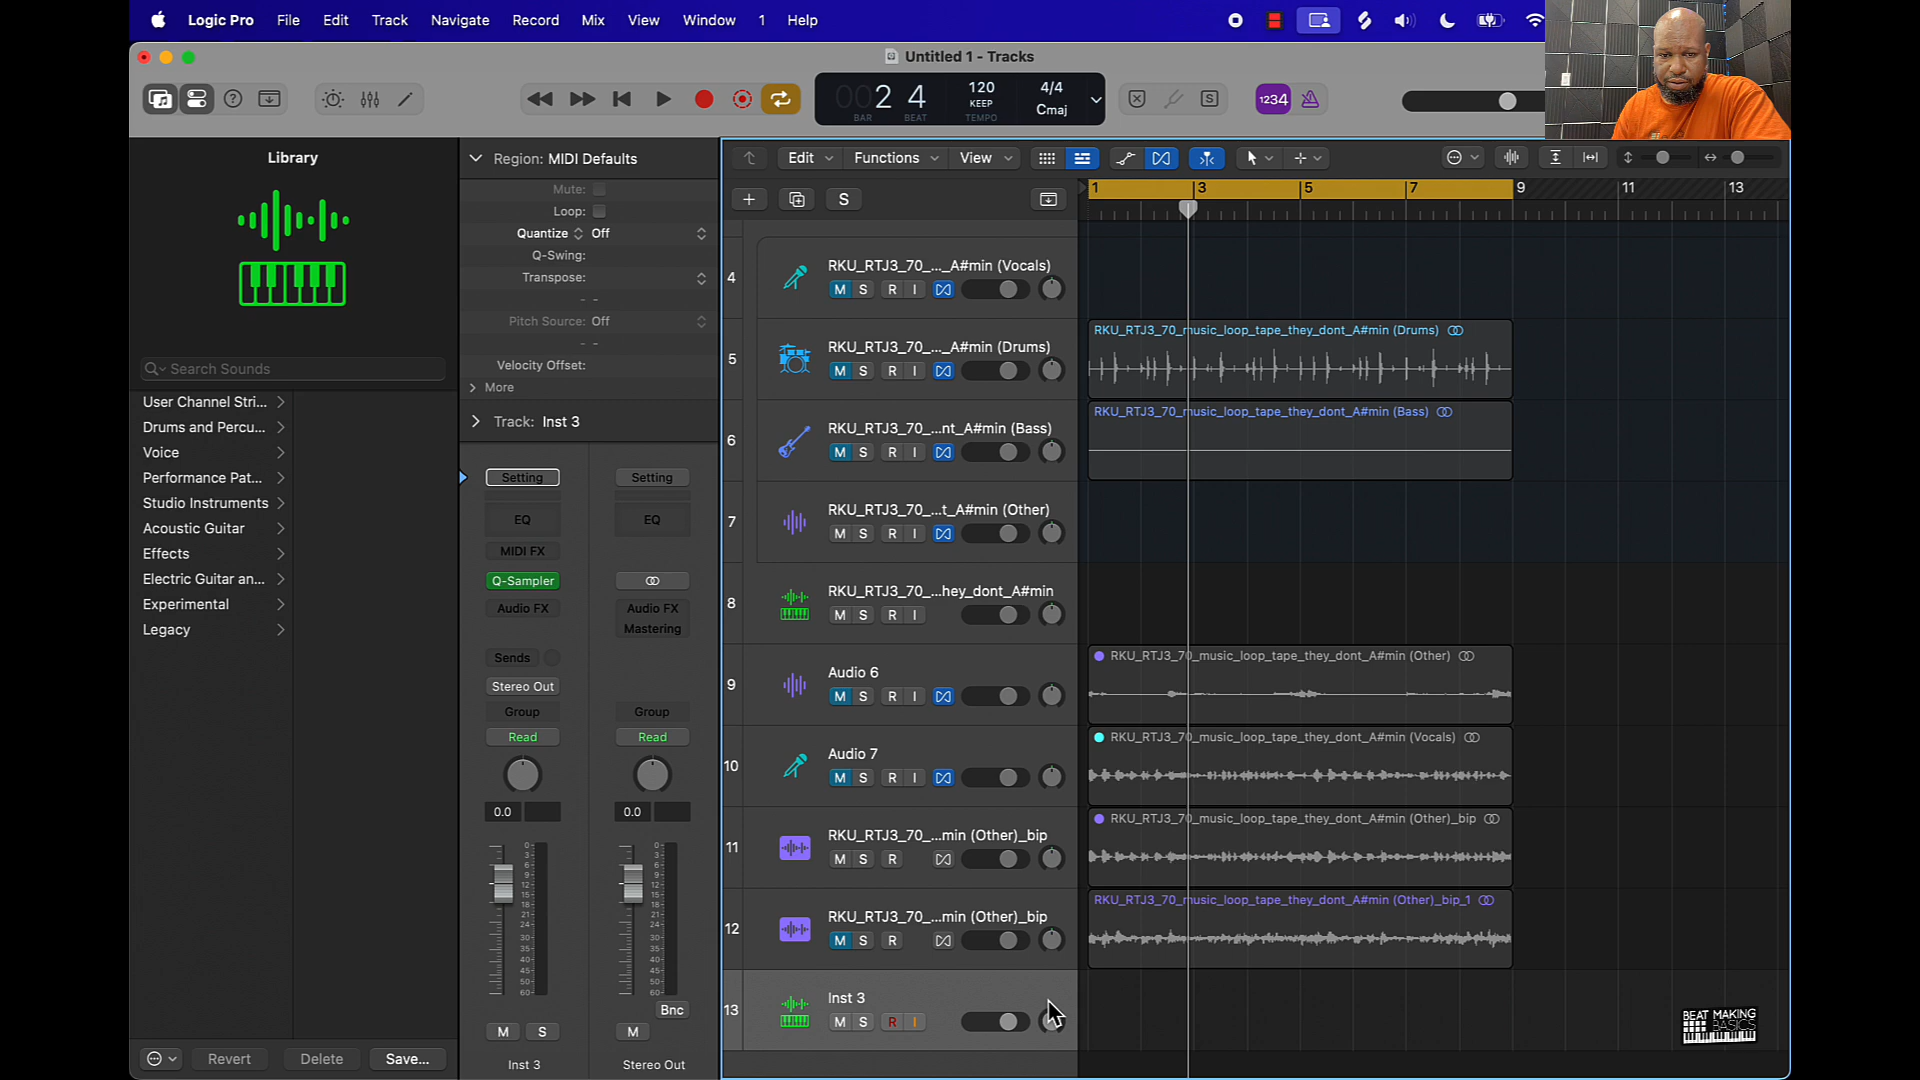 Logic Pro File Edit Track Navigate Record Mix View Window 1 Help
Untitled 1 - Tracks
1234
002 4
BAR BEAT
120
KEEP
TEMPO
4/4
Cmaj
S
Library
Search Sounds
User Channel Stri...
Drums and Percu...
Voice
Performance Pat...
Studio Instruments
Acoustic Guitar
Effects
Electric Guitar an...
Experimental
Legacy
Revert Delete Save...
Region: MIDI Defaults
Mute:
Loop:
Quantize Off
Q-Swing:
Transpose:
- -
Pitch Source: Off
- -
Velocity Offset:
More
Track: Inst 3
Setting Setting
EQ EQ
MIDI FX
Q-Sampler
Audio FX Audio FX
Mastering
Sends
Stereo Out
Group Group
Read Read
0.0 0.0
Bnc
M S M
Inst 3 Stereo Out
Edit Functions View
S
1 3 5 7 9 11 13
4 RKU_RTJ3_70_..._A#min (Vocals)
M S R I
5 RKU_RTJ3_70_..._A#min (Drums)
M S R I
RKU_RTJ3_70_music_loop_tape_they_dont_A#min (Drums)
6 RKU_RTJ3_70_...nt_A#min (Bass)
M S R I
RKU_RTJ3_70_music_loop_tape_they_dont_A#min (Bass)
7 RKU_RTJ3_70_...t_A#min (Other)
M S R I
8 RKU_RTJ3_70_...hey_dont_A#min
M S R I
9 Audio 6
M S R I
RKU_RTJ3_70_music_loop_tape_they_dont_A#min (Other)
10 Audio 7
M S R I
RKU_RTJ3_70_music_loop_tape_they_dont_A#min (Vocals)
11 RKU_RTJ3_70_...min (Other)_bip
M S R
RKU_RTJ3_70_music_loop_tape_they_dont_A#min (Other)_bip
12 RKU_RTJ3_70_...min (Other)_bip
M S R
RKU_RTJ3_70_music_loop_tape_they_dont_A#min (Other)_bip_1
13 Inst 3
M S R I
BEAT MAKING
BASICS